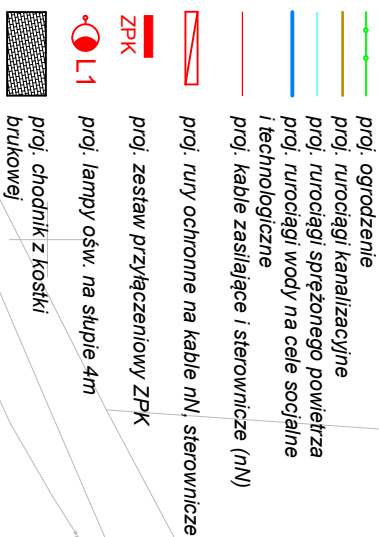 proj. ogrodzenie
proj. rurociągi kanalizacyjne
proj. rurociągi sprężonego powietrza
proj. rurociągi wody na cele socjalne
i technologiczne
proj. kable zasilające i sterownicze (nN)
proj. rury ochronne na kable nN, sterownicze
ZPK
proj. zestaw przyłączeniowy ZPK
L1
proj. lampy ośw. na słupie 4m
proj. chodnik z kostki
brukowej